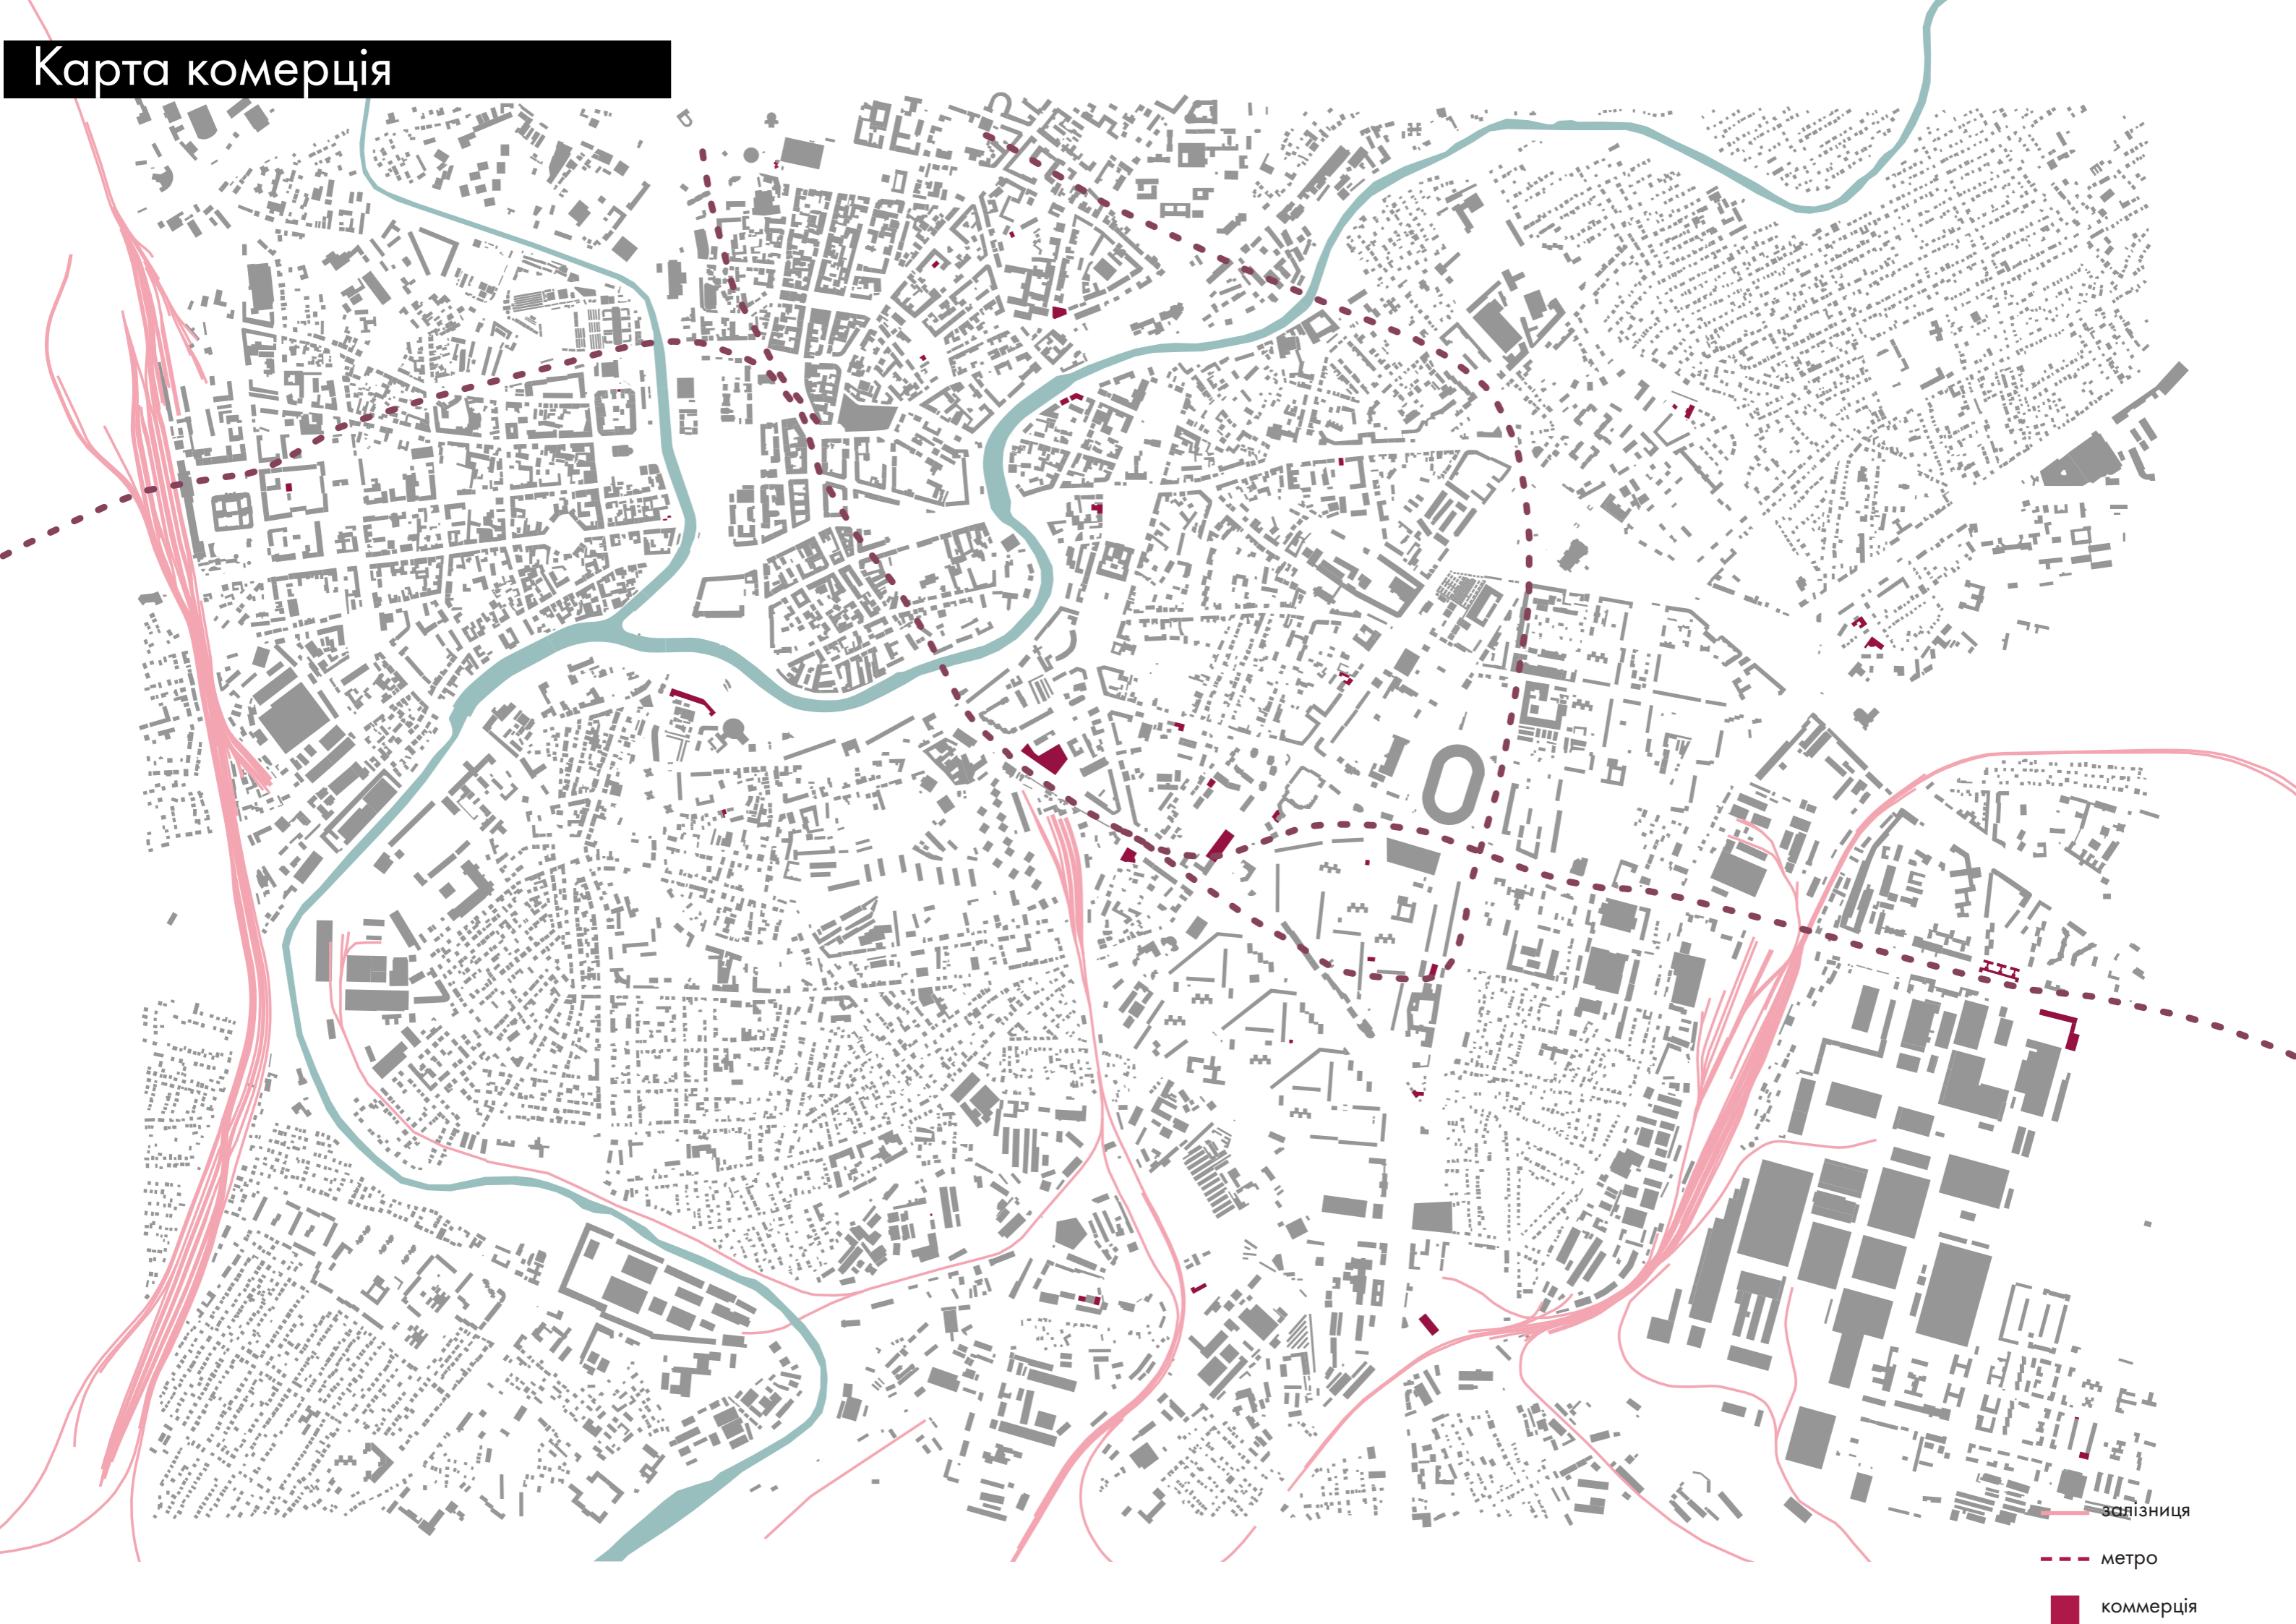 Карта комерція
залізниця
метро
коммерція